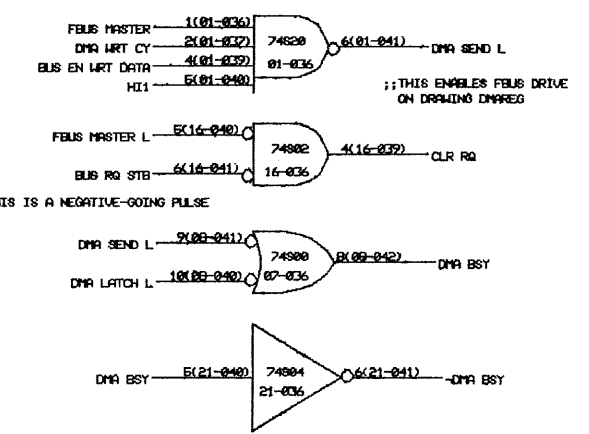 FBUS MASTER 1(01-036)
DMA WRT CY 2(01-037) 74S20 6(01-041) DMA SEND L
BUS EN WRT DATA 4(01-039) 01-036
HI1 5(01-040)
;;THIS ENABLES FBUS DRIVE
ON DRAWING DMAREG
FBUS MASTER L 5(16-040)
74S02 4(16-039) CLR RQ
BUS RQ STB 6(16-041) 16-036
IS IS A NEGATIVE-GOING PULSE
DMA SEND L 9(08-041)
74S00 8(08-042) DMA BSY
DMA LATCH L 10(08-040) 07-036
DMA BSY 5(21-040) 74S04 6(21-041) ¬DMA BSY
21-036